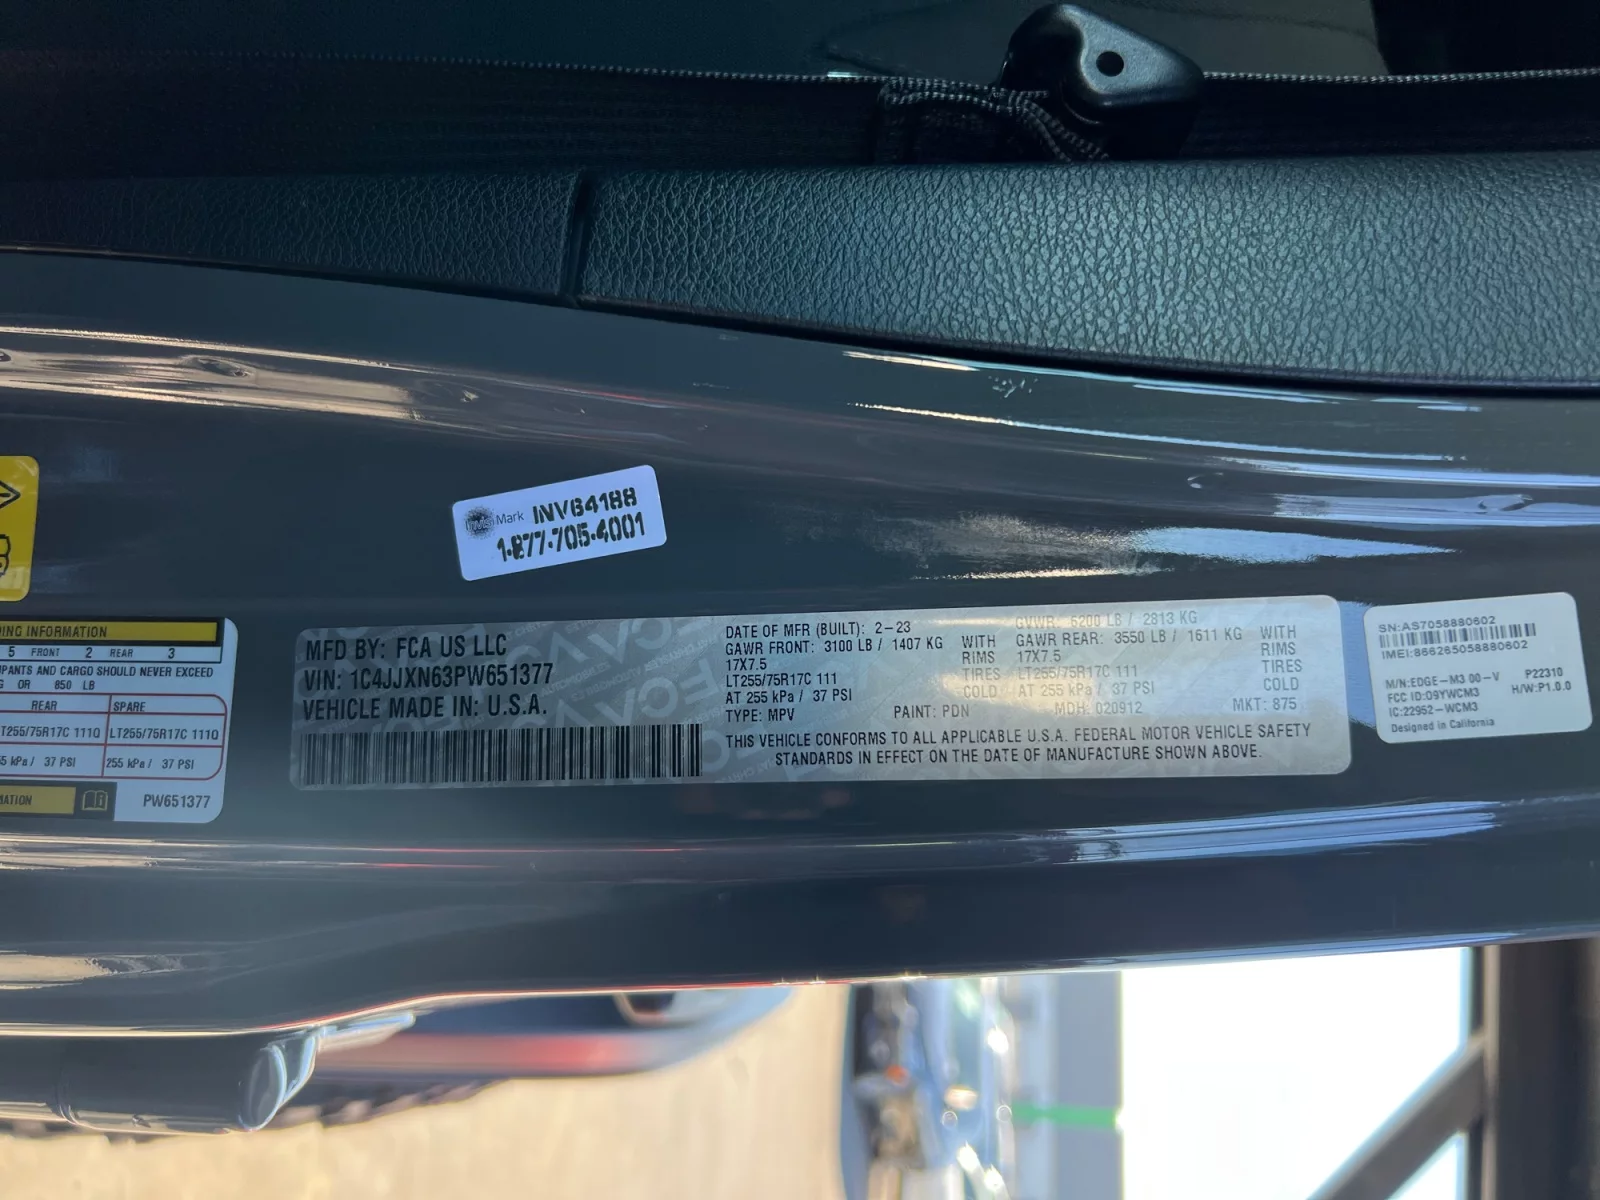 Mark INV64188
1-877-705-4001
DING INFORMATION
5 FRONT 2 REAR 3
PANTS AND CARGO SHOULD NEVER EXCEED
OR 850 LB
REAR SPARE
LT255/75R17C 111Q LT255/75R17C 111Q
255 kPa / 37 PSI
PW651377
MFD BY: FCA US LLC
VIN: 1C4JJXN63PW651377
VEHICLE MADE IN: U.S.A.
DATE OF MFR (BUILT): 2-23 GVWR: 6200 LB / 2813 KG
GAWR FRONT: 3100 LB / 1407 KG WITH GAWR REAR: 3550 LB / 1611 KG WITH
17X7.5 RIMS 17X7.5 RIMS
LT255/75R17C 111 TIRES LT255/75R17C 111 TIRES
AT 255 kPa / 37 PSI COLD AT 255 kPa / 37 PSI COLD
TYPE: MPV PAINT: PDN MDH: 020912 MKT: 875
THIS VEHICLE CONFORMS TO ALL APPLICABLE U.S.A. FEDERAL MOTOR VEHICLE SAFETY
STANDARDS IN EFFECT ON THE DATE OF MANUFACTURE SHOWN ABOVE.
SN:AS7058880602
IMEI:866265058880602
M/N:EDGE-M3 00-V P22310
FCC ID:09YWCM3 H/W:P1.0.0
IC:22952-WCM3
Designed in California